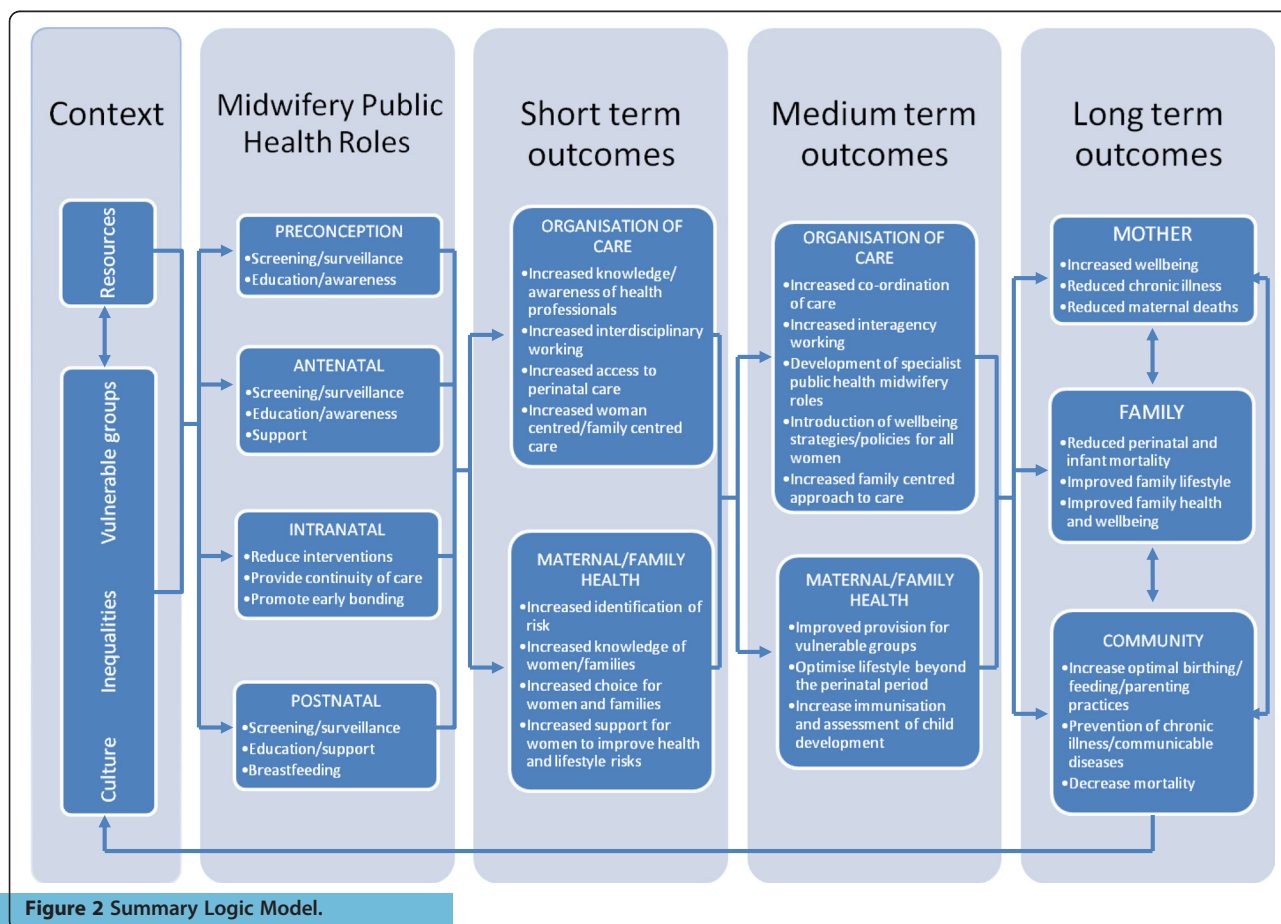 Context
Resources
Vulnerable groups
Inequalities
Culture
Midwifery Public
Health Roles
PRECONCEPTION
•Screening/surveillance
•Education/awareness
ANTENATAL
•Screening/surveillance
•Education/awareness
•Support
INTRANATAL
•Reduce interventions
•Provide continuity of care
•Promote early bonding
POSTNATAL
•Screening/surveillance
•Education/support
•Breastfeeding
Short term
outcomes
ORGANISATION OF
CARE
•Increased knowledge/
awareness of health
professionals
•Increased interdisciplinary
working
•Increased access to
perinatal care
•Increased woman
centred/family centred
care
MATERNAL/FAMILY
HEALTH
•Increased identification of
risk
•Increased knowledge of
women/families
•Increased choice for
women and families
•Increased support for
women to improve health
and lifestyle risks
Medium term
outcomes
ORGANISATION OF
CARE
•Increased co-ordination
of care
•Increased interagency
working
•Development of specialist
public health midwifery
roles
•Introduction of wellbeing
strategies/policies for all
women
•Increased family centred
approach to care
MATERNAL/FAMILY
HEALTH
•Improved provision for
vulnerable groups
•Optimise lifestyle beyond
the perinatal period
•Increase immunisation
and assessment of child
development
Long term
outcomes
MOTHER
•Increased wellbeing
•Reduced chronic illness
•Reduced maternal deaths
FAMILY
•Reduced perinatal and
infant mortality
•Improved family lifestyle
•Improved family health
and wellbeing
COMMUNITY
•Increase optimal birthing/
feeding/parenting
practices
•Prevention of chronic
illness/communicable
diseases
•Decrease mortality
Figure 2 Summary Logic Model.